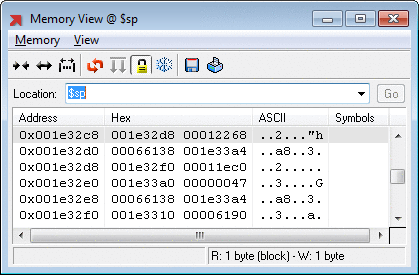 Memory View @ $sp
Memory View
Location: $sp Go
Address Hex ASCII Symbols
0x001e32c8 001e32d8 00012268 ..2..."h
0x001e32d0 00066138 001e33a4 ..a8..3.
0x001e32d8 001e32f0 00011ec0 ..2.....
0x001e32e0 001e33a0 00000047 ..3....G
0x001e32e8 00066138 001e33a4 ..a8..3.
0x001e32f0 001e3310 00006190 ..3...a.
R: 1 byte (block) - W: 1 byte